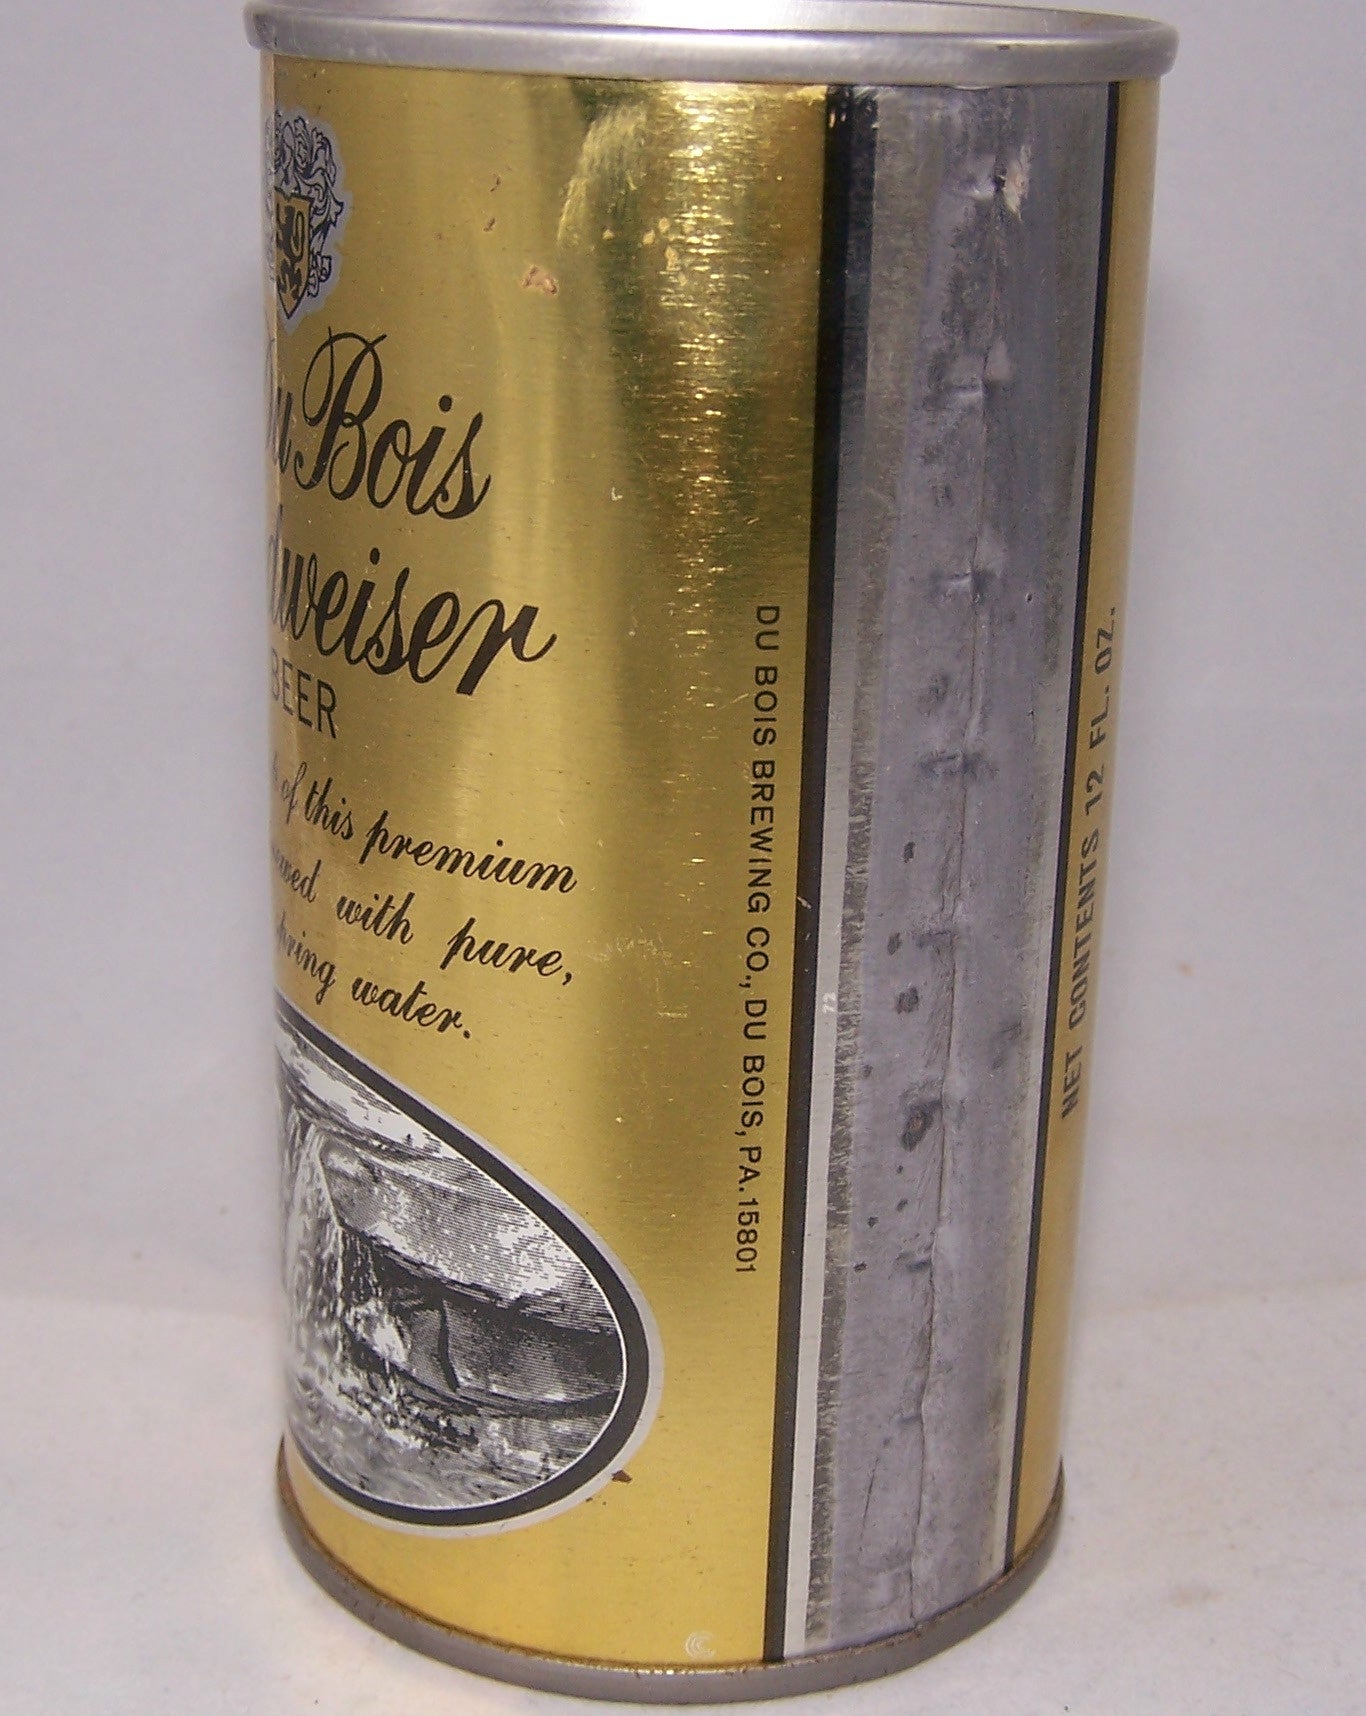 Bois
BEER
of this premium
with pure,
water.
DU BOIS BREWING CO., DU BOIS, PA. 15801
72
NET CONTENTS 12 FL. OZ.